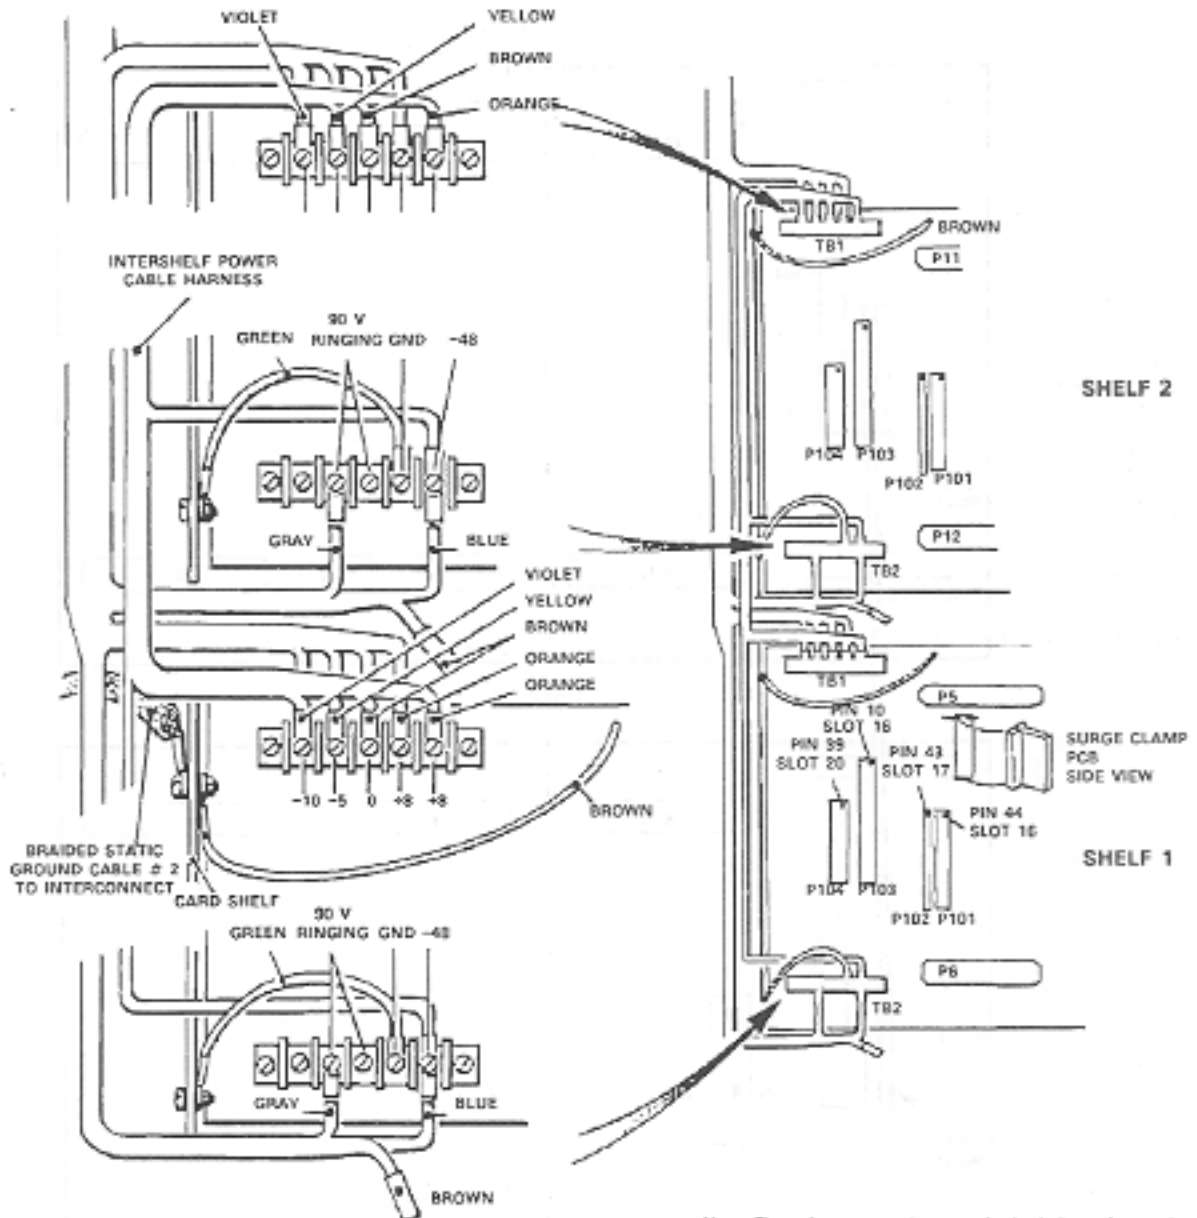 VIOLET
YELLOW
BROWN
ORANGE
INTERSHELF POWER
CABLE HARNESS
GREEN
90 V
RINGING GND
-48
GRAY
BLUE
VIOLET
YELLOW
BROWN
ORANGE
ORANGE
-10 -5 0 +8 +8
BROWN
BRAIDED STATIC
GROUND CABLE # 2
TO INTERCONNECT
CARD SHELF
90 V
GREEN RINGING GND -48
GRAY
BLUE
BROWN
TB1
BROWN
P11
SHELF 2
P104 P103
P102 P101
P12
TB2
TB1
P5
PIN 10
SLOT 16
PIN 39
SLOT 20
PIN 43
SLOT 17
SURGE CLAMP
PCB
SIDE VIEW
PIN 44
SLOT 16
SHELF 1
P104 P103
P102 P101
P6
TB2